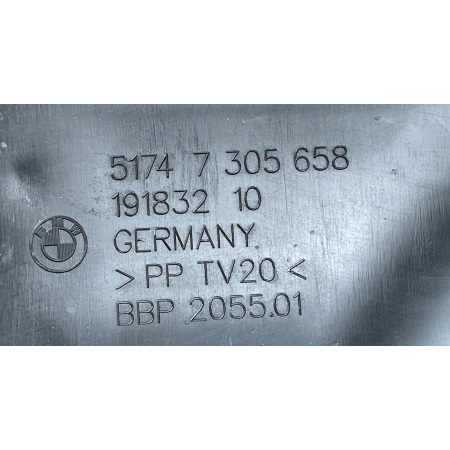 5174 7 305 658
191832 10
GERMANY
> PP TV20 <
BBP 2055.01